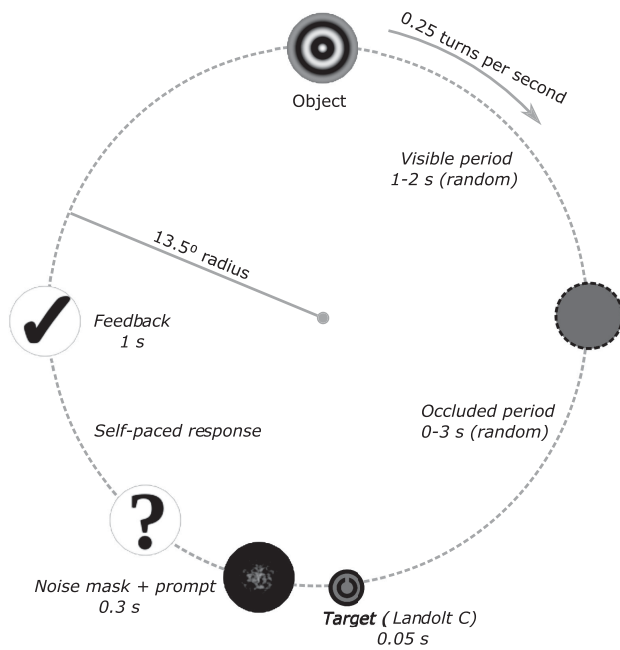 0.25 turns per second
Object
Visible period
1-2 s (random)
13.5º radius
Feedback
1 s
Occluded period
0-3 s (random)
Self-paced response
?
Noise mask + prompt
0.3 s
Target ( Landolt C)
0.05 s